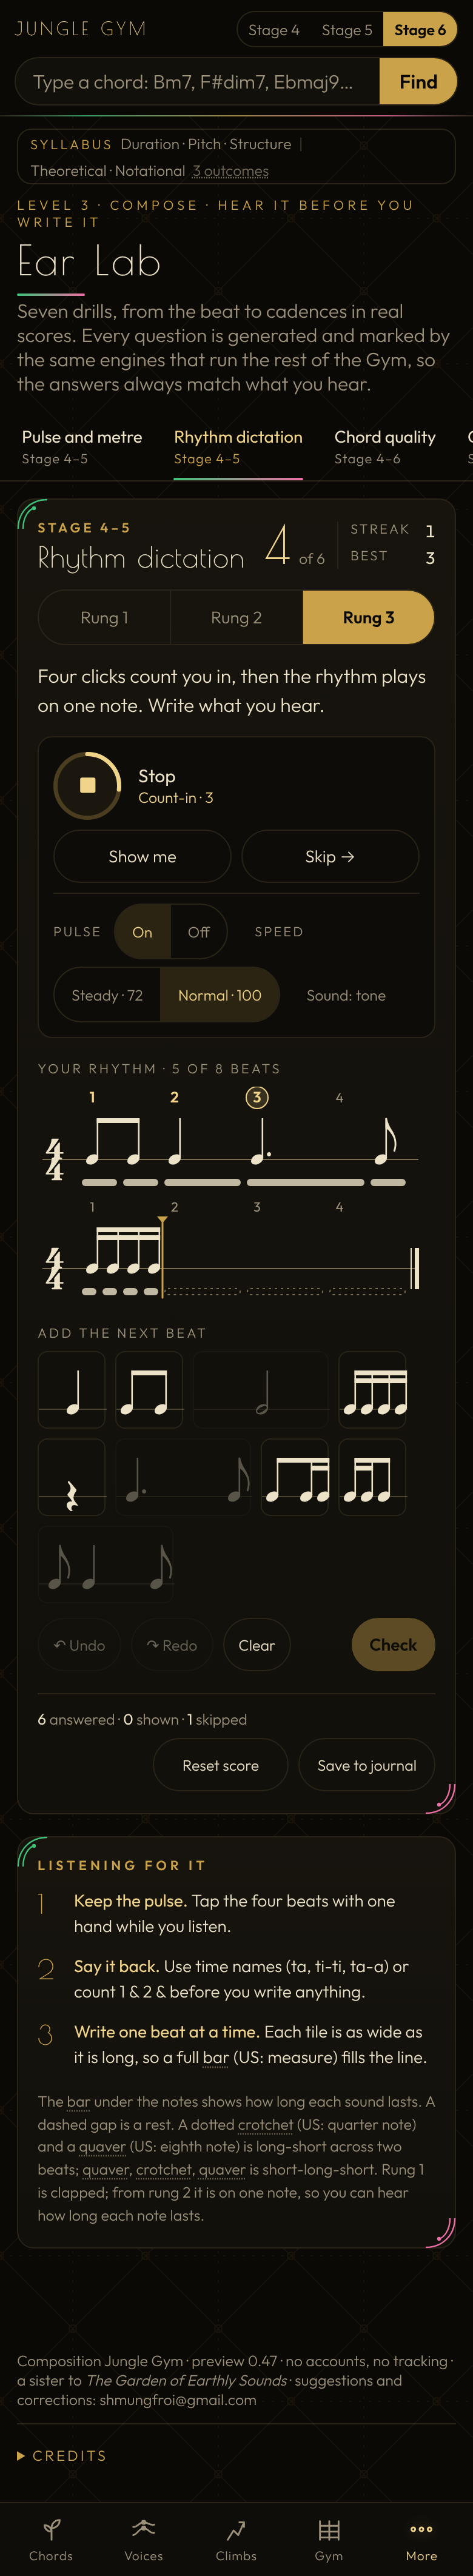 JUNGLE GYM
Stage 4 Stage 5 Stage 6
Type a chord: Bm7, F#dim7, Ebmaj9... Find
SYLLABUS Duration · Pitch · Structure |
Theoretical · Notational 3 outcomes
LEVEL 3 · COMPOSE · HEAR IT BEFORE YOU
WRITE IT
Ear Lab
Seven drills, from the beat to cadences in real
scores. Every question is generated and marked by
the same engines that run the rest of the Gym, so
the answers always match what you hear.
Pulse and metre Rhythm dictation Chord quality
Stage 4–5 Stage 4–5 Stage 4–6
STAGE 4–5
Rhythm dictation 4 of 6
STREAK 1
BEST 3
Rung 1 Rung 2 Rung 3
Four clicks count you in, then the rhythm plays
on one note. Write what you hear.
Stop
Count-in · 3
Show me Skip →
PULSE On Off SPEED
Steady · 72 Normal · 100 Sound: tone
YOUR RHYTHM · 5 OF 8 BEATS
1 2 3 4
4
4
1 2 3 4
4
4
ADD THE NEXT BEAT
↶ Undo ↷ Redo Clear Check
6 answered · 0 shown · 1 skipped
Reset score Save to journal
LISTENING FOR IT
1 Keep the pulse. Tap the four beats with one
hand while you listen.
2 Say it back. Use time names (ta, ti-ti, ta-a) or
count 1 & 2 & before you write anything.
3 Write one beat at a time. Each tile is as wide as
it is long, so a full bar (US: measure) fills the line.
The bar under the notes shows how long each sound lasts. A
dashed gap is a rest. A dotted crotchet (US: quarter note)
and a quaver (US: eighth note) is long-short across two
beats; quaver, crotchet, quaver is short-long-short. Rung 1
is clapped; from rung 2 it is on one note, so you can hear
how long each note lasts.
Composition Jungle Gym · preview 0.47 · no accounts, no tracking ·
a sister to The Garden of Earthly Sounds · suggestions and
corrections: shmungfroi@gmail.com
▶ CREDITS
Chords Voices Climbs Gym More